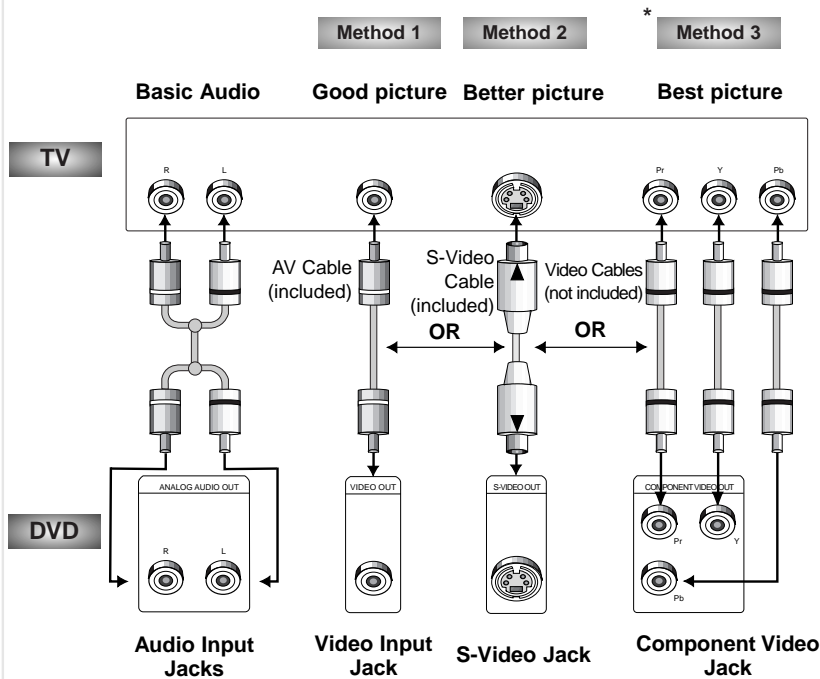 *
Method 1 Method 2 Method 3
Basic Audio Good picture Better picture Best picture
TV
R L Pr Y Pb
AV Cable
(included)
S-Video
Cable
(included)
Video Cables
(not included)
OR OR
ANALOG AUDIO OUT VIDEO OUT S-VIDEO OUT COMPONENT VIDEO OUT
DVD
R L Pr Y
Pb
Audio Input
Jacks
Video Input
Jack
S-Video Jack
Component Video
Jack